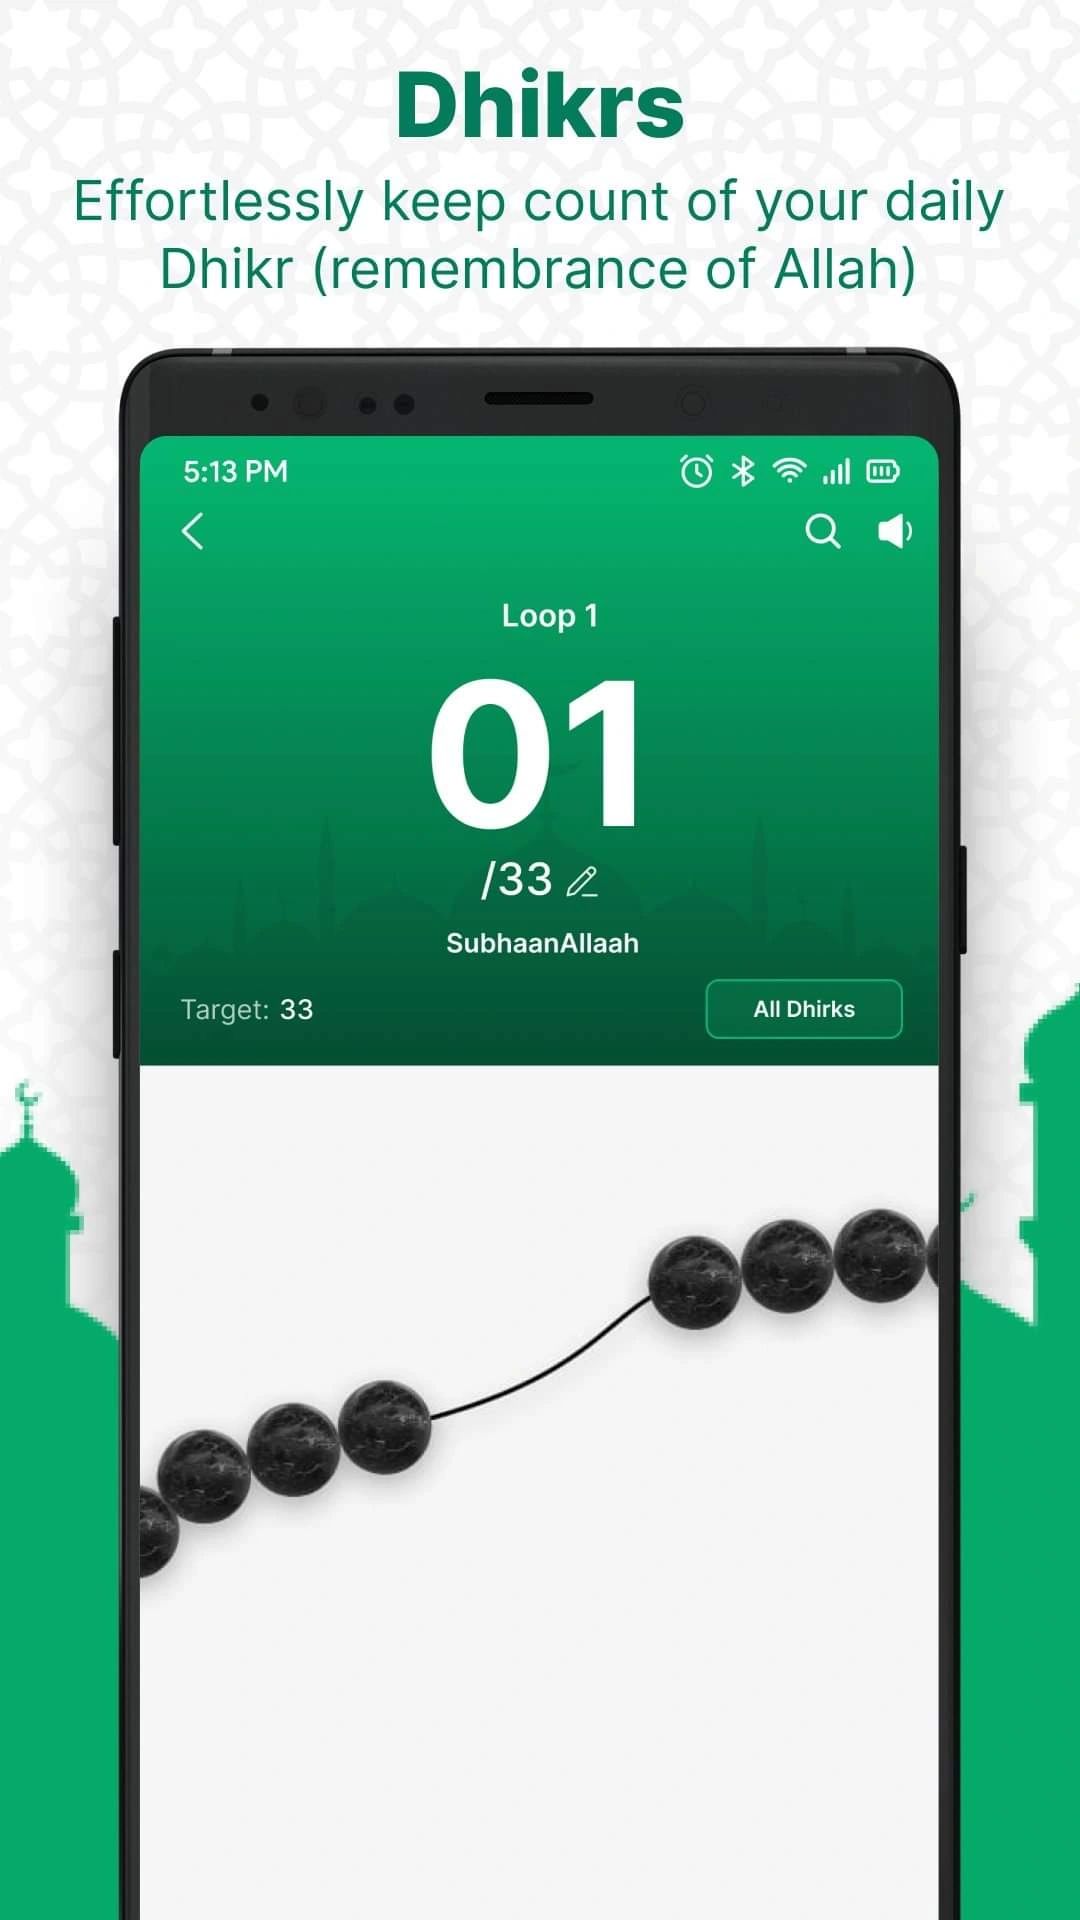 Dhikrs
Effortlessly keep count of your daily
Dhikr (remembrance of Allah)
5:13 PM
Loop 1
01
/33
SubhaanAllaah
Target: 33
All Dhirks